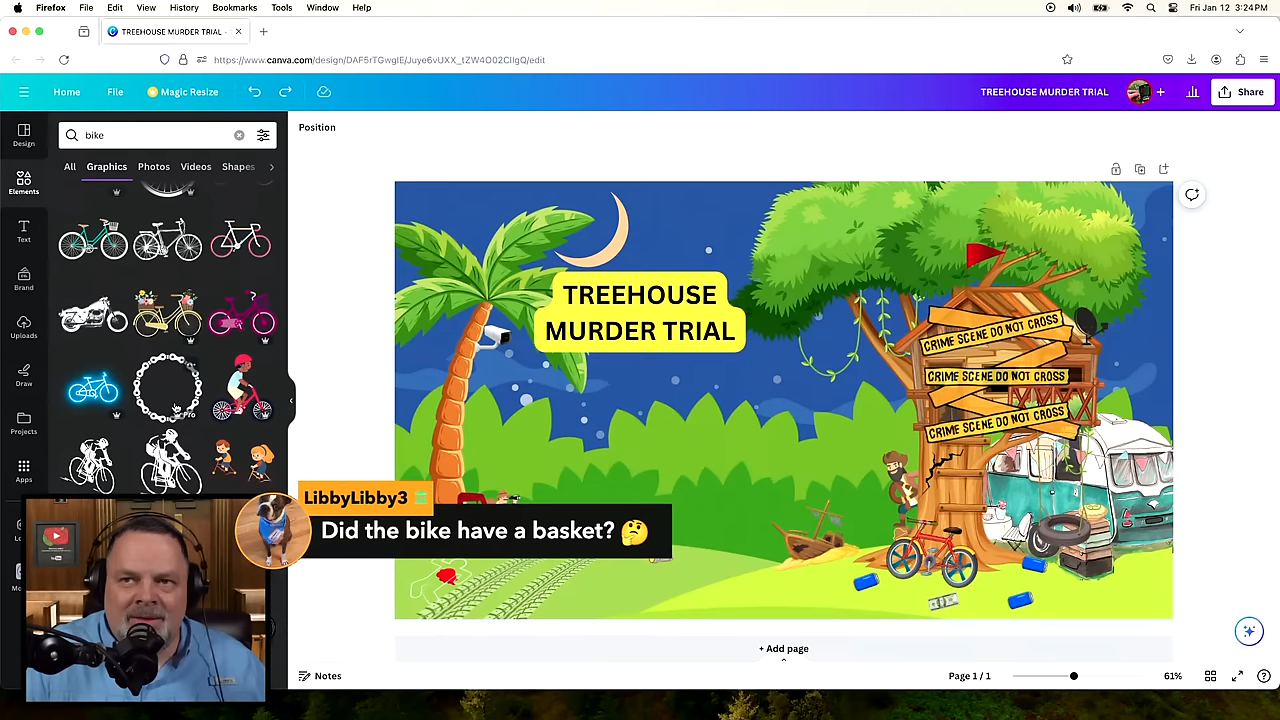 Firefox File Edit View History Bookmarks Tools Window Help Fri Jan 12 3:24PM
TREEHOUSE MURDER TRIAL -
https://www.canva.com/design/DAF5rTGwgIE/Juye6vUXX_tZW4O02CIIgQ/edit
Home File Magic Resize TREEHOUSE MURDER TRIAL Share
Design
bike
Position
All Graphics Photos Videos Shapes
Elements
Text
Brand
Uploads
Draw
Projects
Apps
Pro
TREEHOUSE
MURDER TRIAL
CRIME SCENE DO NOT CROSS
CRIME SCENE DO NOT CROSS
CRIME SCENE DO NOT CROSS
LibbyLibby3
Did the bike have a basket? 🤔
+ Add page
Notes Page 1 / 1 61%